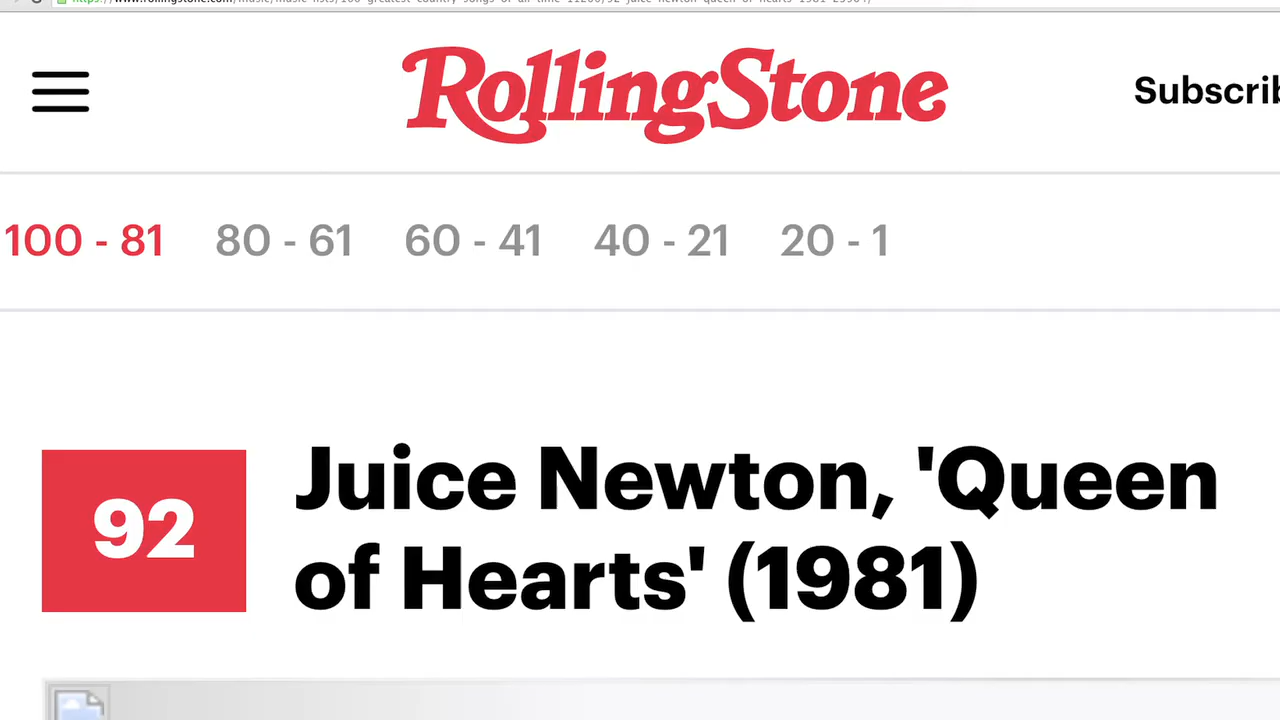 RollingStone
Subscrib
100 - 81 80 - 61 60 - 41 40 - 21 20 - 1
92
Juice Newton, 'Queen
of Hearts' (1981)